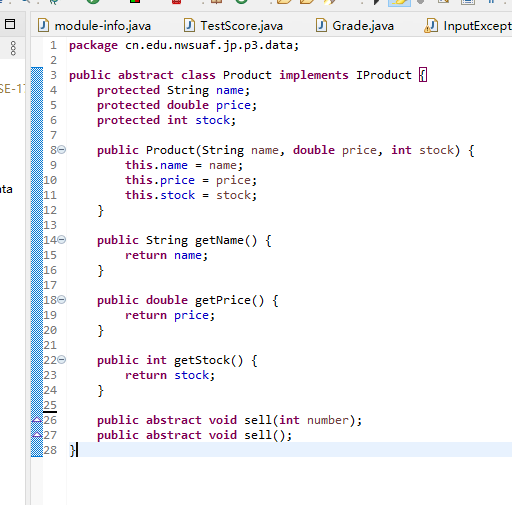 module-info.java TestScore.java Grade.java InputExcept
SE-1
ata
1 package cn.edu.nwsuaf.jp.p3.data;
2
3 public abstract class Product implements IProduct {
4 protected String name;
5 protected double price;
6 protected int stock;
7
8 public Product(String name, double price, int stock) {
9 this.name = name;
10 this.price = price;
11 this.stock = stock;
12 }
13
14 public String getName() {
15 return name;
16 }
17
18 public double getPrice() {
19 return price;
20 }
21
22 public int getStock() {
23 return stock;
24 }
25
26 public abstract void sell(int number);
27 public abstract void sell();
28 }